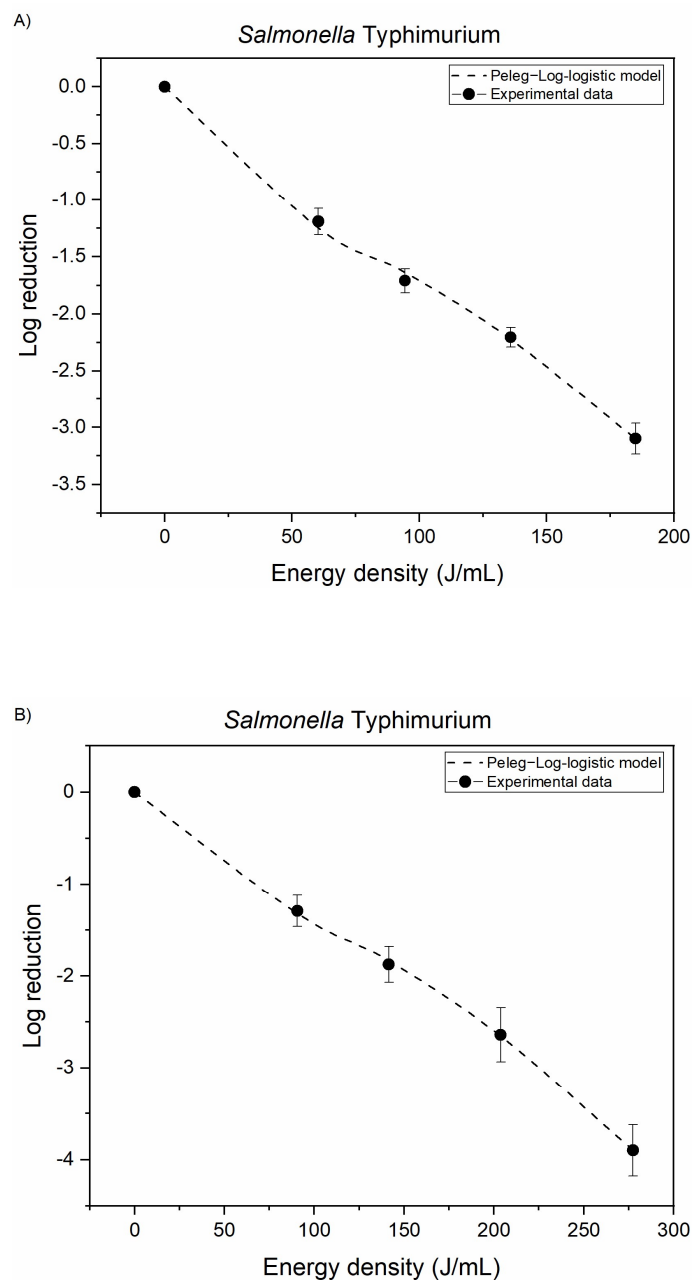 A)
Salmonella Typhimurium
Peleg−Log-logistic model
Experimental data
0.0
-0.5
-1.0
-1.5
-2.0
-2.5
-3.0
-3.5
Log reduction
0 50 100 150 200
Energy density (J/mL)
B)
Salmonella Typhimurium
Peleg−Log-logistic model
Experimental data
0
-1
-2
-3
-4
Log reduction
0 50 100 150 200 250 300
Energy density (J/mL)